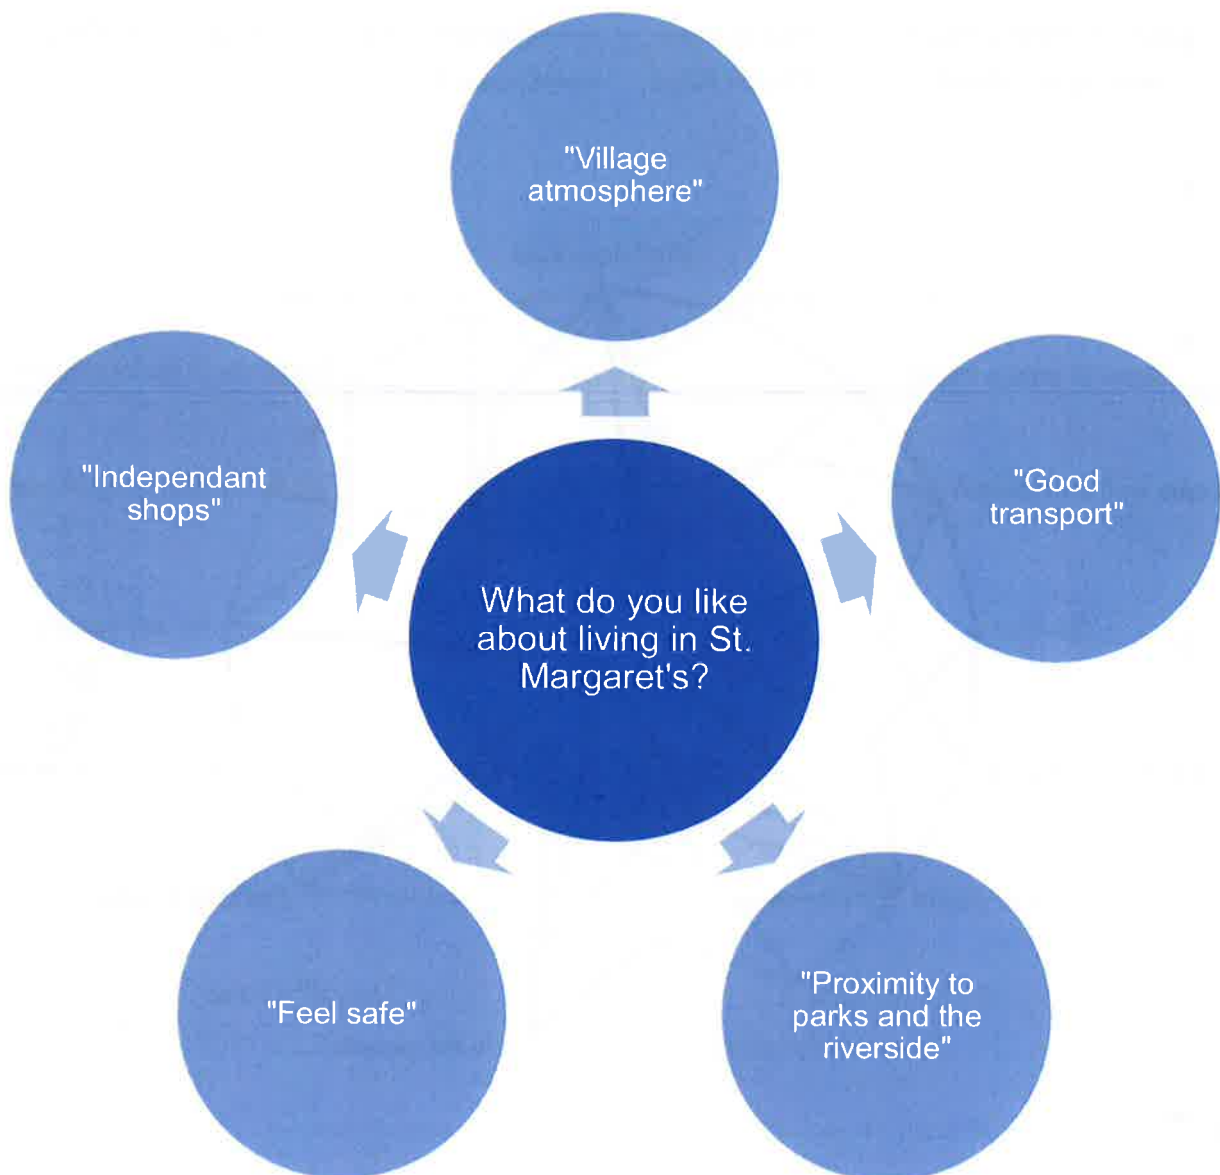 "Village
atmosphere"
"Independant
shops"
"Good
transport"
What do you like
about living in St.
Margaret's?
"Feel safe"
"Proximity to
parks and the
riverside"